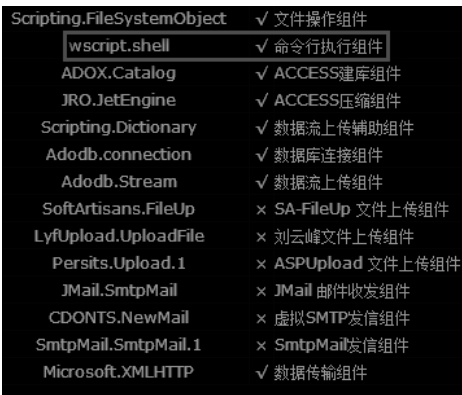 Scripting.FileSystemObject √ 文件操作组件
wscript.shell √ 命令行执行组件
ADOX.Catalog √ ACCESS建库组件
JRO.JetEngine √ ACCESS压缩组件
Scripting.Dictionary √ 数据流上传辅助组件
Adodb.connection √ 数据库连接组件
Adodb.Stream √ 数据流上传组件
SoftArtisans.FileUp × SA-FileUp 文件上传组件
LyfUpload.UploadFile × 刘云峰文件上传组件
Persits.Upload.1 × ASPUpload 文件上传组件
JMail.SmtpMail × JMail 邮件收发组件
CDONTS.NewMail × 虚拟SMTP发信组件
SmtpMail.SmtpMail.1 × SmtpMail发信组件
Microsoft.XMLHTTP √ 数据传输组件